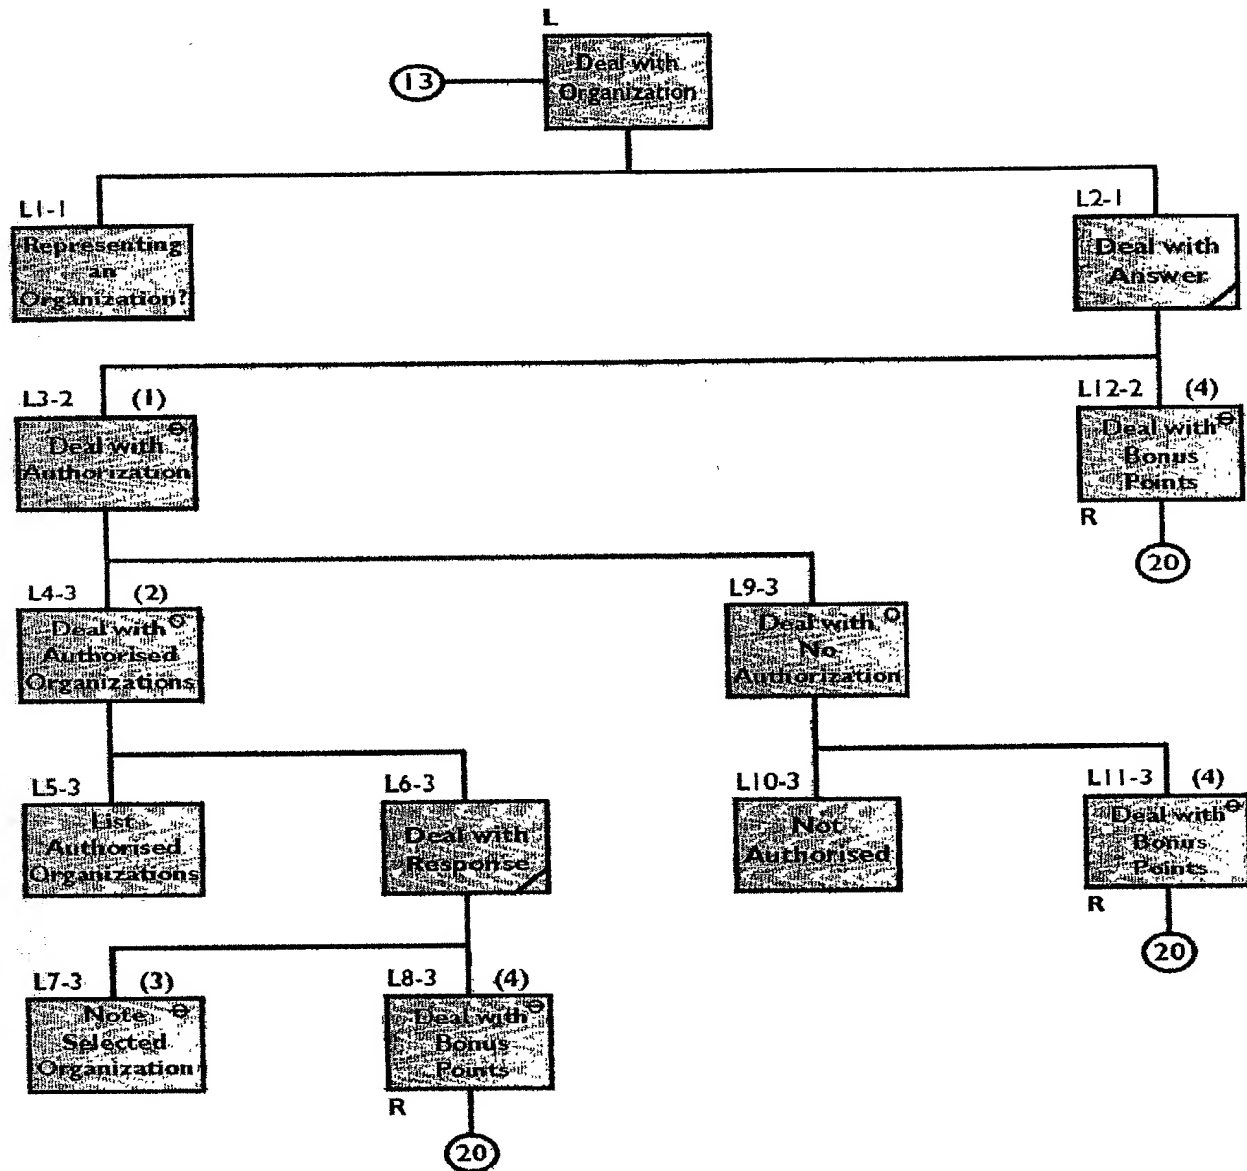 L
Deal with
Organization
13
L1-1
Representing
an
Organization?
L2-1
Deal with
Answer
L3-2 (1)
Deal with
Authorization
L12-2 (4)
Deal with
Bonus
Points
R
20
L4-3 (2)
Deal with
Authorised
Organizations
L9-3
Deal with
No
Authorization
L5-3
List
Authorised
Organizations
L6-3
Deal with
Response
L10-3
Not
Authorised
L11-3 (4)
Deal with
Bonus
Points
R
20
L7-3 (3)
Note
Selected
Organization
L8-3 (4)
Deal with
Bonus
Points
R
20